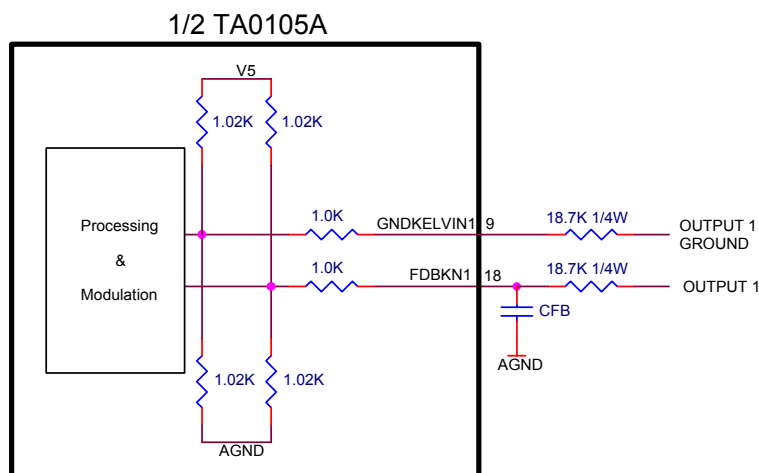 1/2 TA0105A
V5
1.02K 1.02K
Processing
&
Modulation
1.0K
GNDKELVIN1 9
18.7K 1/4W
OUTPUT 1
GROUND
1.0K
FDBKN1 18
18.7K 1/4W
OUTPUT 1
CFB
AGND
1.02K 1.02K
AGND